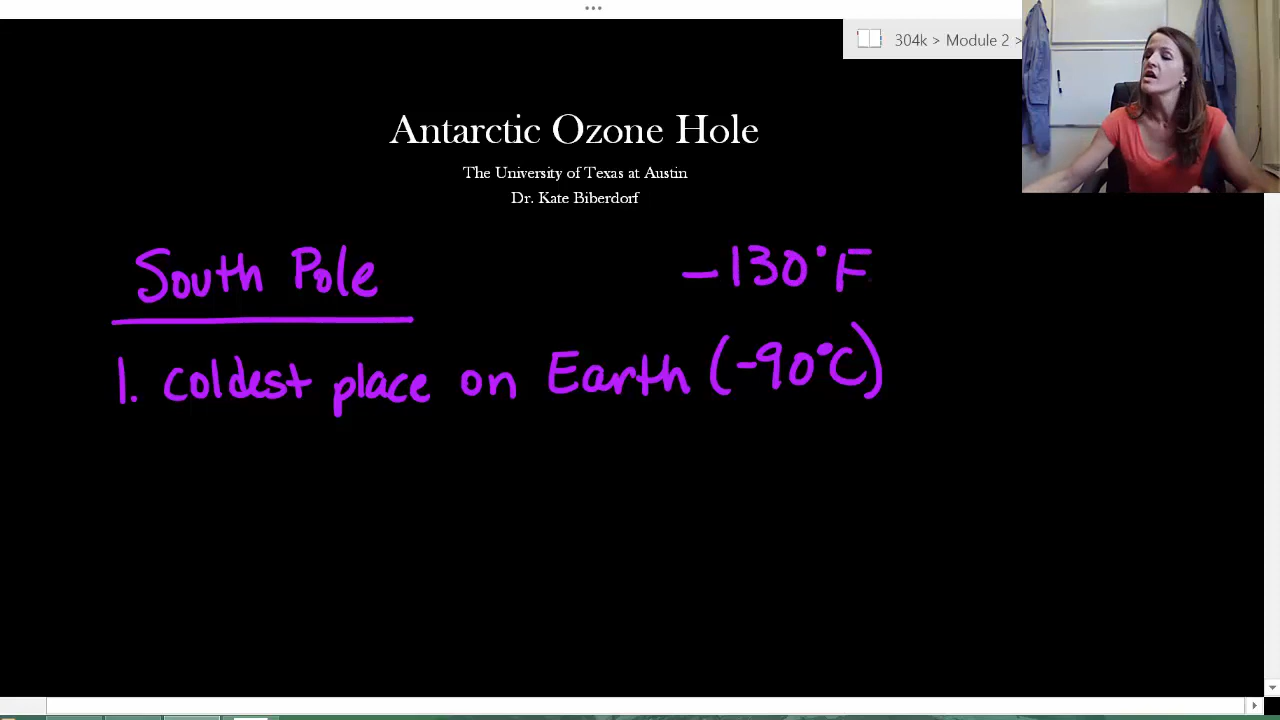 304k > Module 2 >
Antarctic Ozone Hole
The University of Texas at Austin
Dr. Kate Biberdorf
South Pole
-130°F
1. Coldest place on Earth (-90°C)